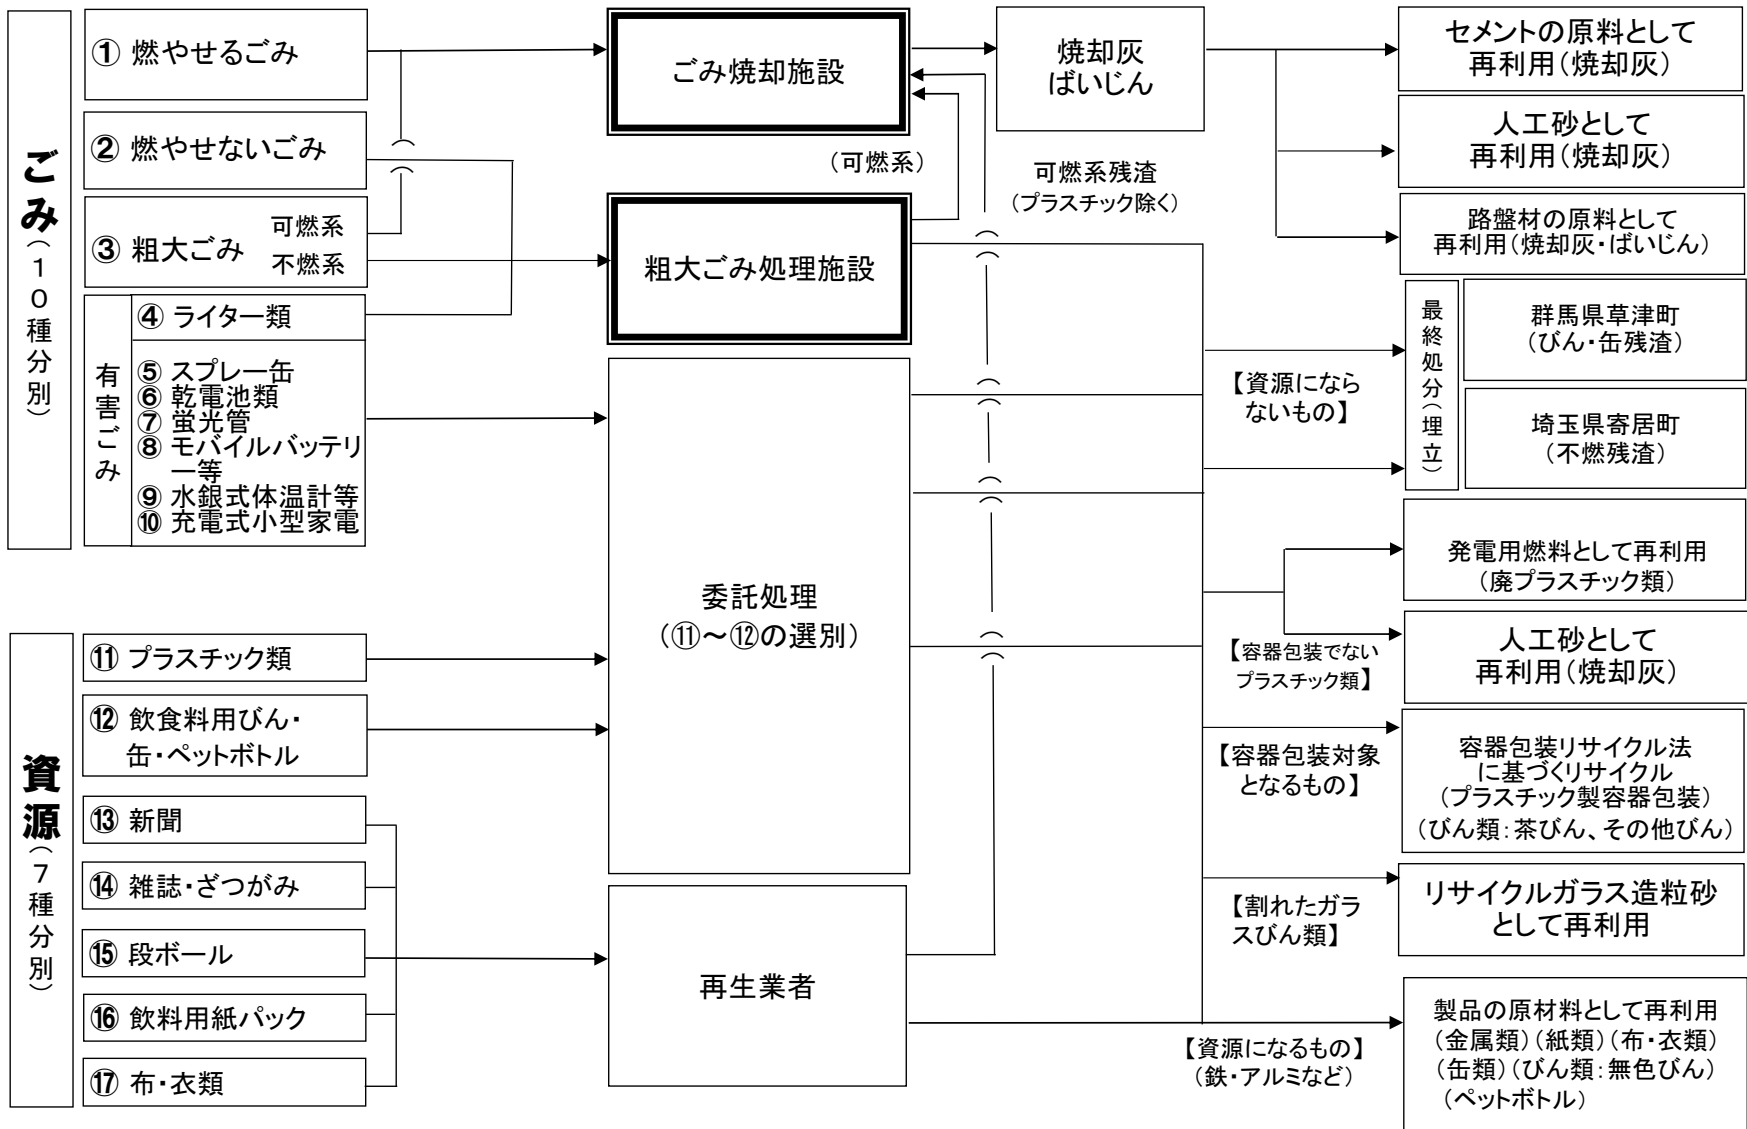 ごみ（10種分別）
① 燃やせるごみ
② 燃やせないごみ
③ 粗大ごみ
可燃系
不燃系
有害ごみ
④ ライター類
⑤ スプレー缶
⑥ 乾電池類
⑦ 蛍光管
⑧ モバイルバッテリ
ー等
⑨ 水銀式体温計等
⑩ 充電式小型家電
資源（7種分別）
⑪ プラスチック類
⑫ 飲食料用びん・
缶・ペットボトル
⑬ 新聞
⑭ 雑誌・ざつがみ
⑮ 段ボール
⑯ 飲料用紙パック
⑰ 布・衣類
ごみ焼却施設
（可燃系）
粗大ごみ処理施設
委託処理
（⑪～⑫の選別）
再生業者
焼却灰
ばいじん
可燃系残渣
（プラスチック除く）
【資源になら
ないもの】
【容器包装でない
プラスチック類】
【容器包装対象
となるもの】
【割れたガラ
スびん類】
【資源になるもの】
（鉄・アルミなど）
セメントの原料として
再利用（焼却灰）
人工砂として
再利用（焼却灰）
路盤材の原料として
再利用（焼却灰・ばいじん）
最終処分（埋立）
群馬県草津町
（びん・缶残渣）
埼玉県寄居町
（不燃残渣）
発電用燃料として再利用
（廃プラスチック類）
人工砂として
再利用（焼却灰）
容器包装リサイクル法
に基づくリサイクル
（プラスチック製容器包装）
（びん類：茶びん、その他びん）
リサイクルガラス造粒砂
として再利用
製品の原材料として再利用
（金属類）（紙類）（布・衣類）
（缶類）（びん類：無色びん）
（ペットボトル）